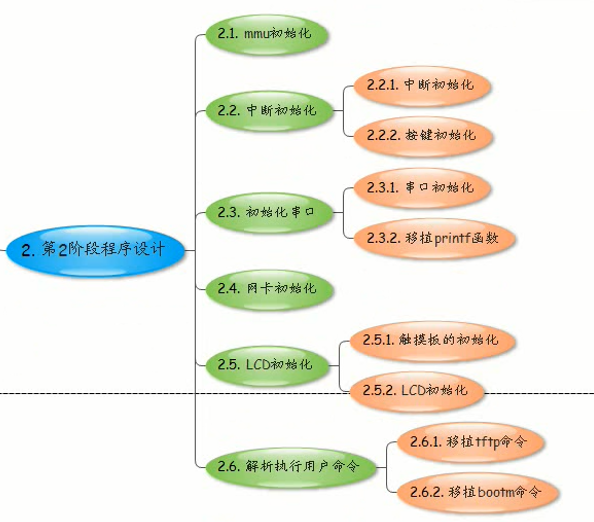 2.1. mmu初始化
2.2. 中断初始化
2.2.1. 中断初始化
2.2.2. 按键初始化
2.3. 初始化串口
2.3.1. 串口初始化
2.3.2. 移植printf函数
2. 第2阶段程序设计
2.4. 网卡初始化
2.5. LCD初始化
2.5.1. 触摸板的初始化
2.5.2. LCD初始化
2.6. 解析执行用户命令
2.6.1. 移植tftp命令
2.6.2. 移植bootm命令